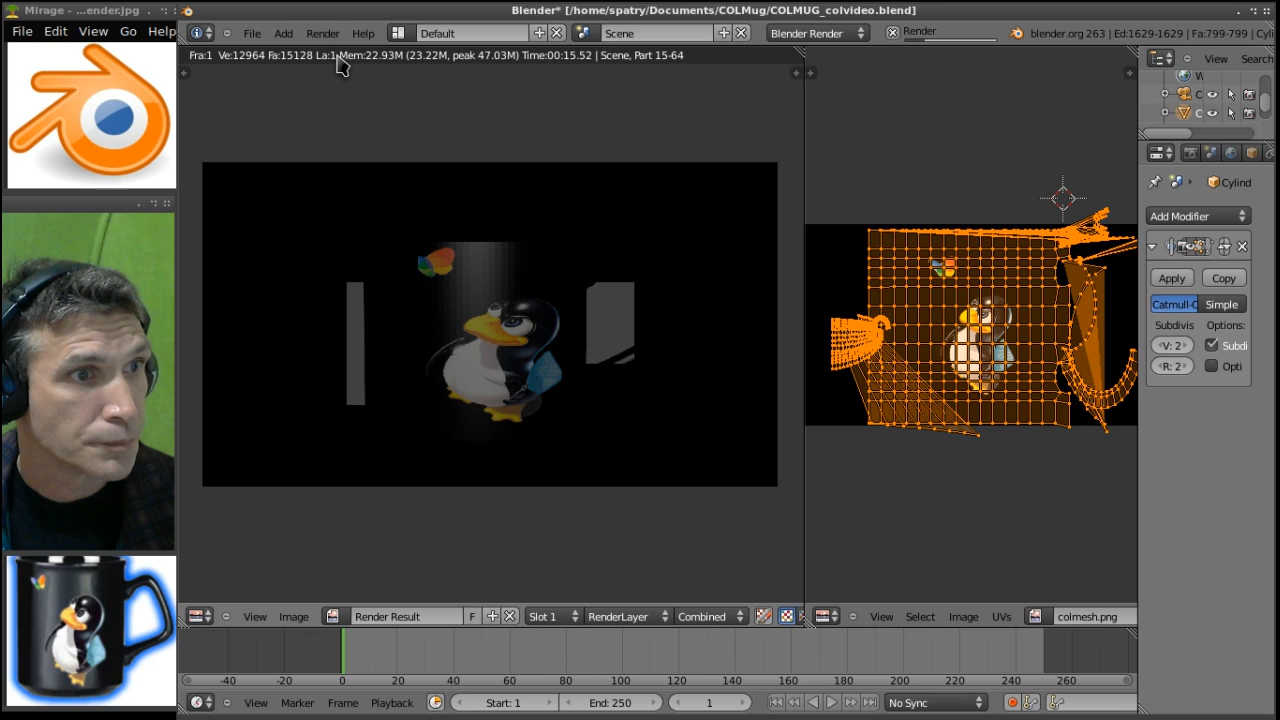 Mirage - ...ender.jpg
File Edit View Go Help
Blender* [/home/spatry/Documents/COLMug/COLMUG_colvideo.blend]
File Add Render Help
Default
Scene
Blender Render
Render
blender.org 263 | Ed:1629-1629 | Fa:799-799 | Cyli
Fra:1 Ve:12964 Fa:15128 La:1 Mem:22.93M (23.22M, peak 47.03M) Time:00:15.52 | Scene, Part 15-64
View Search
W
C
C
Cylind
Add Modifier
Apply Copy
Catmull-C Simple
Subdivis Options:
V: 2 Subdi
R: 2 Opti
View Image Render Result F Slot 1 RenderLayer Combined
View Select Image UVs colmesh.png
-40 -20 0 20 40 60 80 100 120 140 160 180 200 220 240 260
View Marker Frame Playback Start: 1 End: 250 1 No Sync